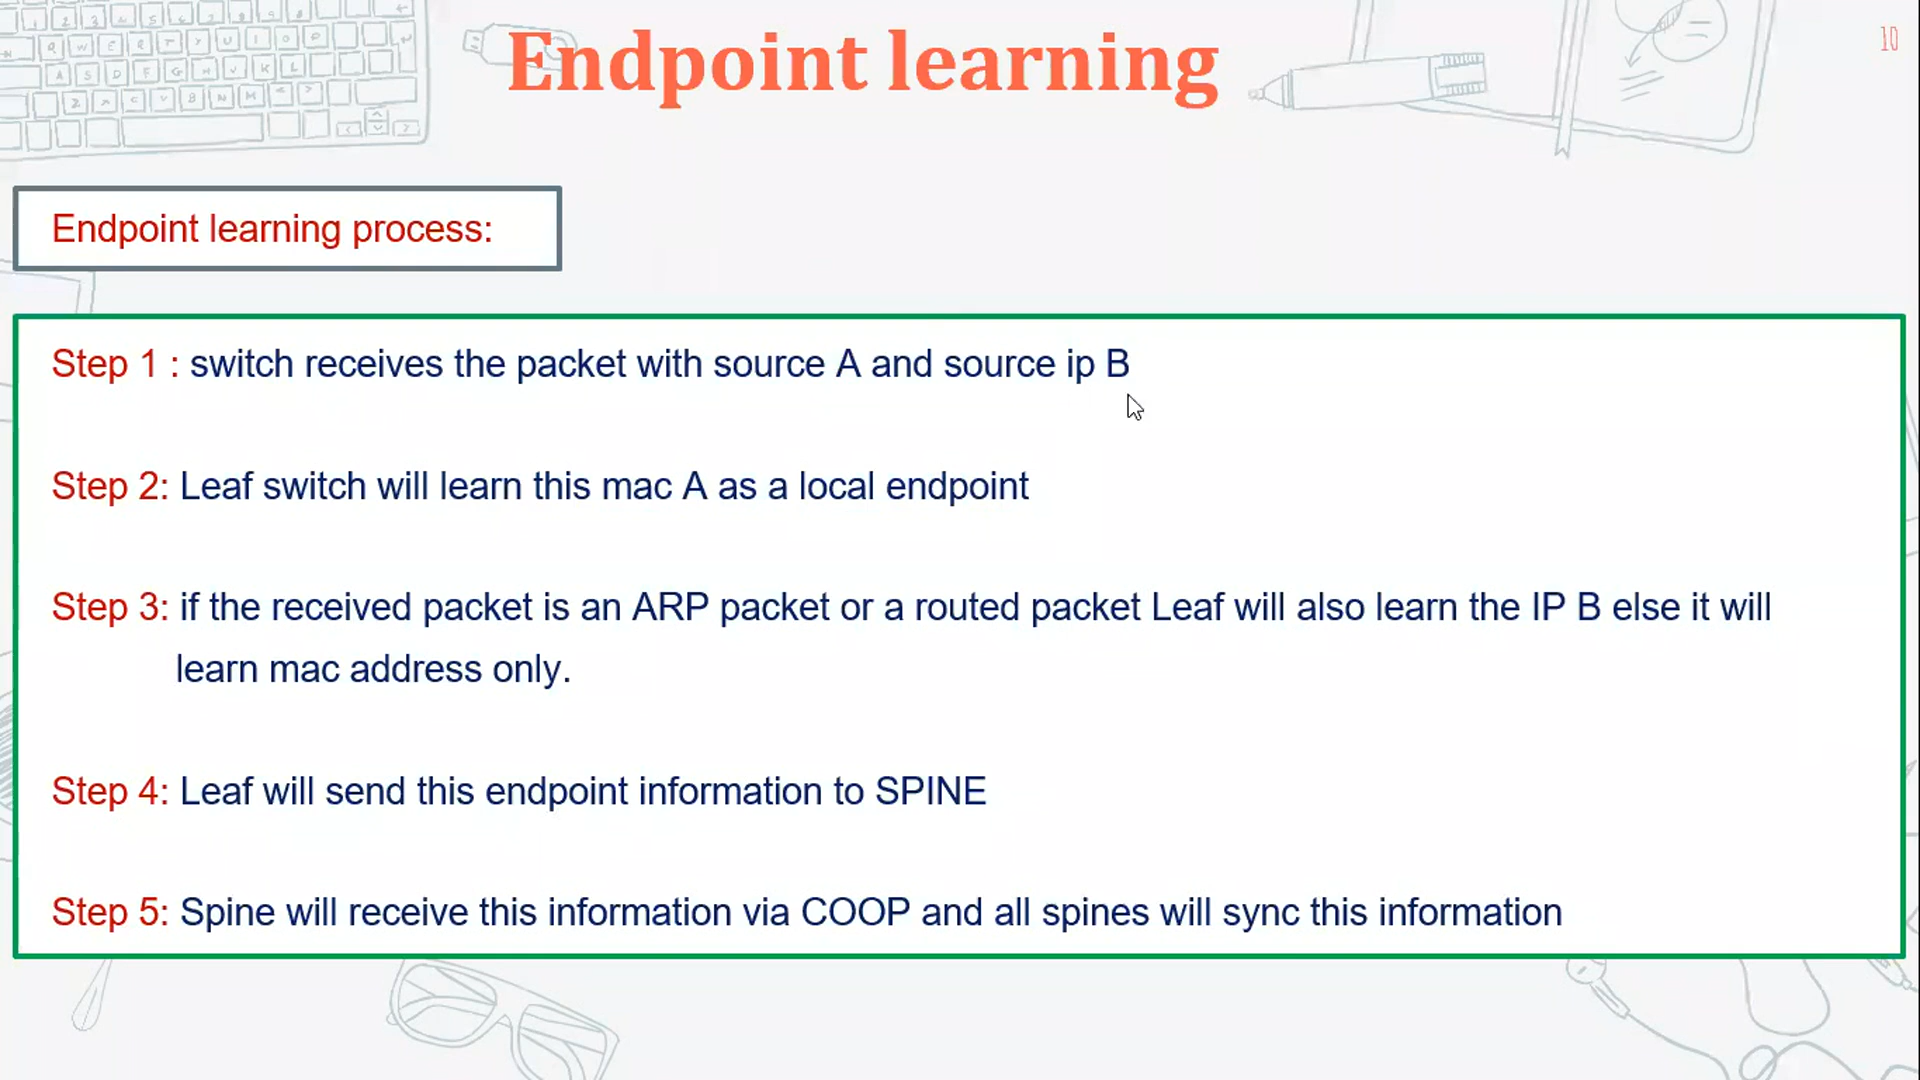 Endpoint learning
10
Endpoint learning process:
Step 1 : switch receives the packet with source A and source ip B
Step 2: Leaf switch will learn this mac A as a local endpoint
Step 3: if the received packet is an ARP packet or a routed packet Leaf will also learn the IP B else it will
learn mac address only.
Step 4: Leaf will send this endpoint information to SPINE
Step 5: Spine will receive this information via COOP and all spines will sync this information